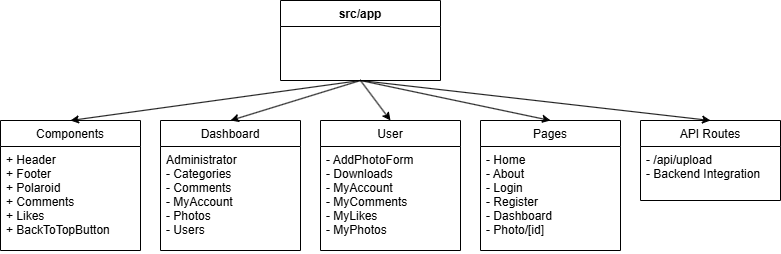 src/app
Components
+ Header
+ Footer
+ Polaroid
+ Comments
+ Likes
+ BackToTopButton
Dashboard
Administrator
- Categories
- Comments
- MyAccount
- Photos
- Users
User
- AddPhotoForm
- Downloads
- MyAccount
- MyComments
- MyLikes
- MyPhotos
Pages
- Home
- About
- Login
- Register
- Dashboard
- Photo/[id]
API Routes
- /api/upload
- Backend Integration